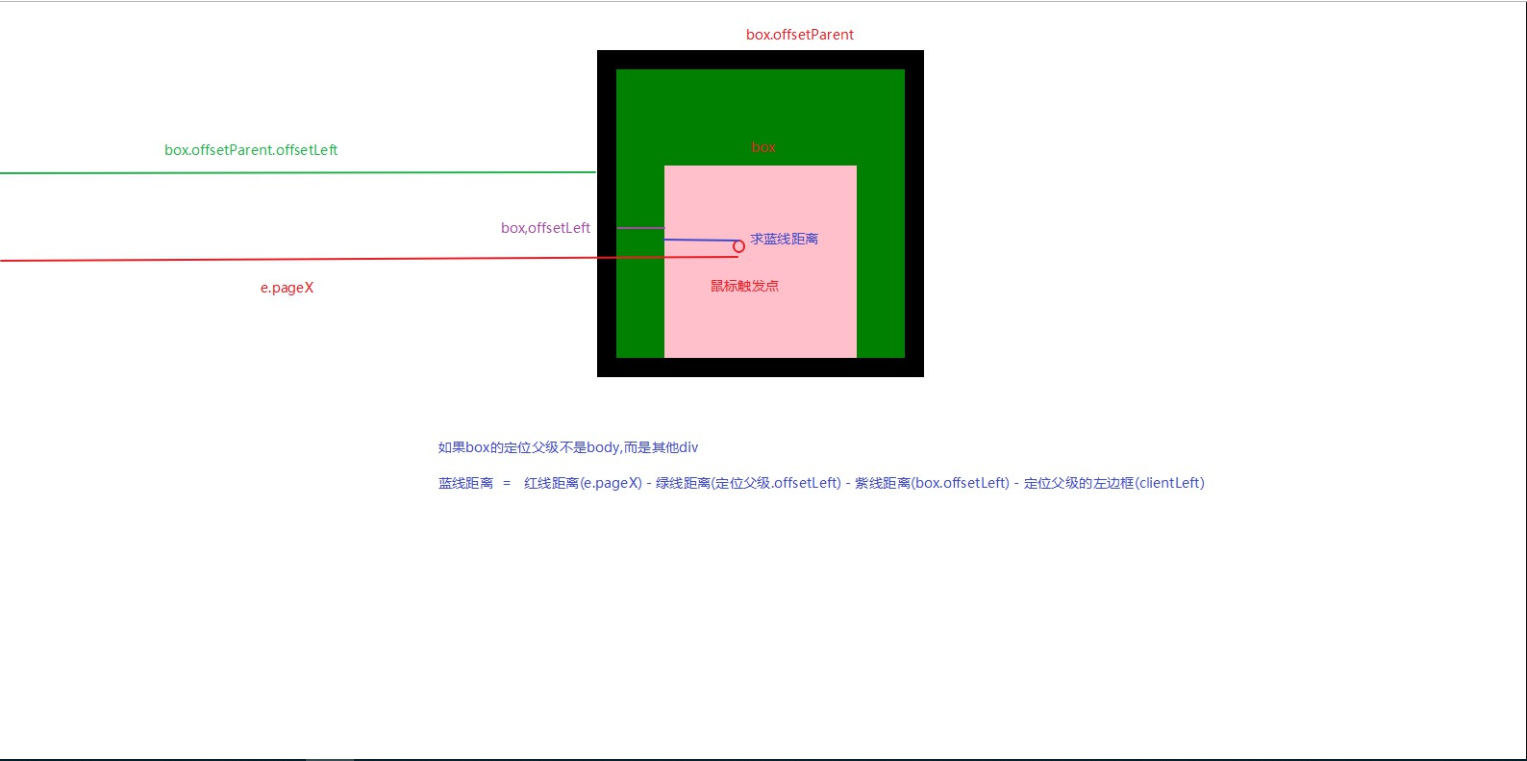 box.offsetParent
box
box.offsetParent.offsetLeft
box,offsetLeft
求蓝线距离
e.pageX
鼠标触发点
如果box的定位父级不是body,而是其他div
蓝线距离 = 红线距离(e.pageX) - 绿线距离(定位父级.offsetLeft) - 紫线距离(box.offsetLeft) - 定位父级的左边框(clientLeft)